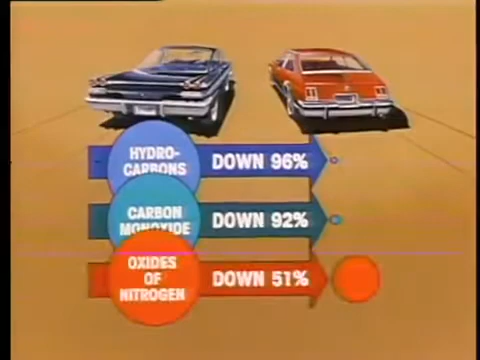 HYDRO-
CARBONS
DOWN 96%
CARBON
MONOXIDE
DOWN 92%
OXIDES
OF
NITROGEN
DOWN 51%